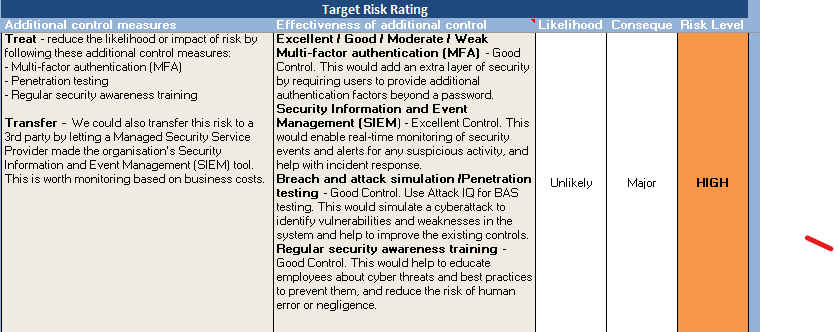 Target Risk Rating
Additional control measures
Effectiveness of additional control
Likelihood
Conseque
Risk Level
Treat - reduce the likelihood or impact of risk by
following these additional control measures:
- Multi-factor authentication (MFA)
- Penetration testing
- Regular security awareness training
Transfer - We could also transfer this risk to a
3rd party by letting a Managed Security Service
Provider made the organisation's Security
Information and Event Management (SIEM) tool.
This is worth monitoring based on business costs.
Excellent / Good / Moderate / Weak
Multi-factor authentication (MFA) - Good
Control. This would add an extra layer of security
by requiring users to provide additional
authentication factors beyond a password.
Security Information and Event
Management (SIEM) - Excellent Control. This
would enable real-time monitoring of security
events and alerts for any suspicious activity, and
help with incident response.
Breach and attack simulation /Penetration
testing - Good Control. Use Attack IQ for BAS
testing. This would simulate a cyberattack to
identify vulnerabilities and weaknesses in the
system and help to improve the existing controls.
Regular security awareness training -
Good Control. This would help to educate
employees about cyber threats and best practices
to prevent them, and reduce the risk of human
error or negligence.
Unlikely
Major
HIGH